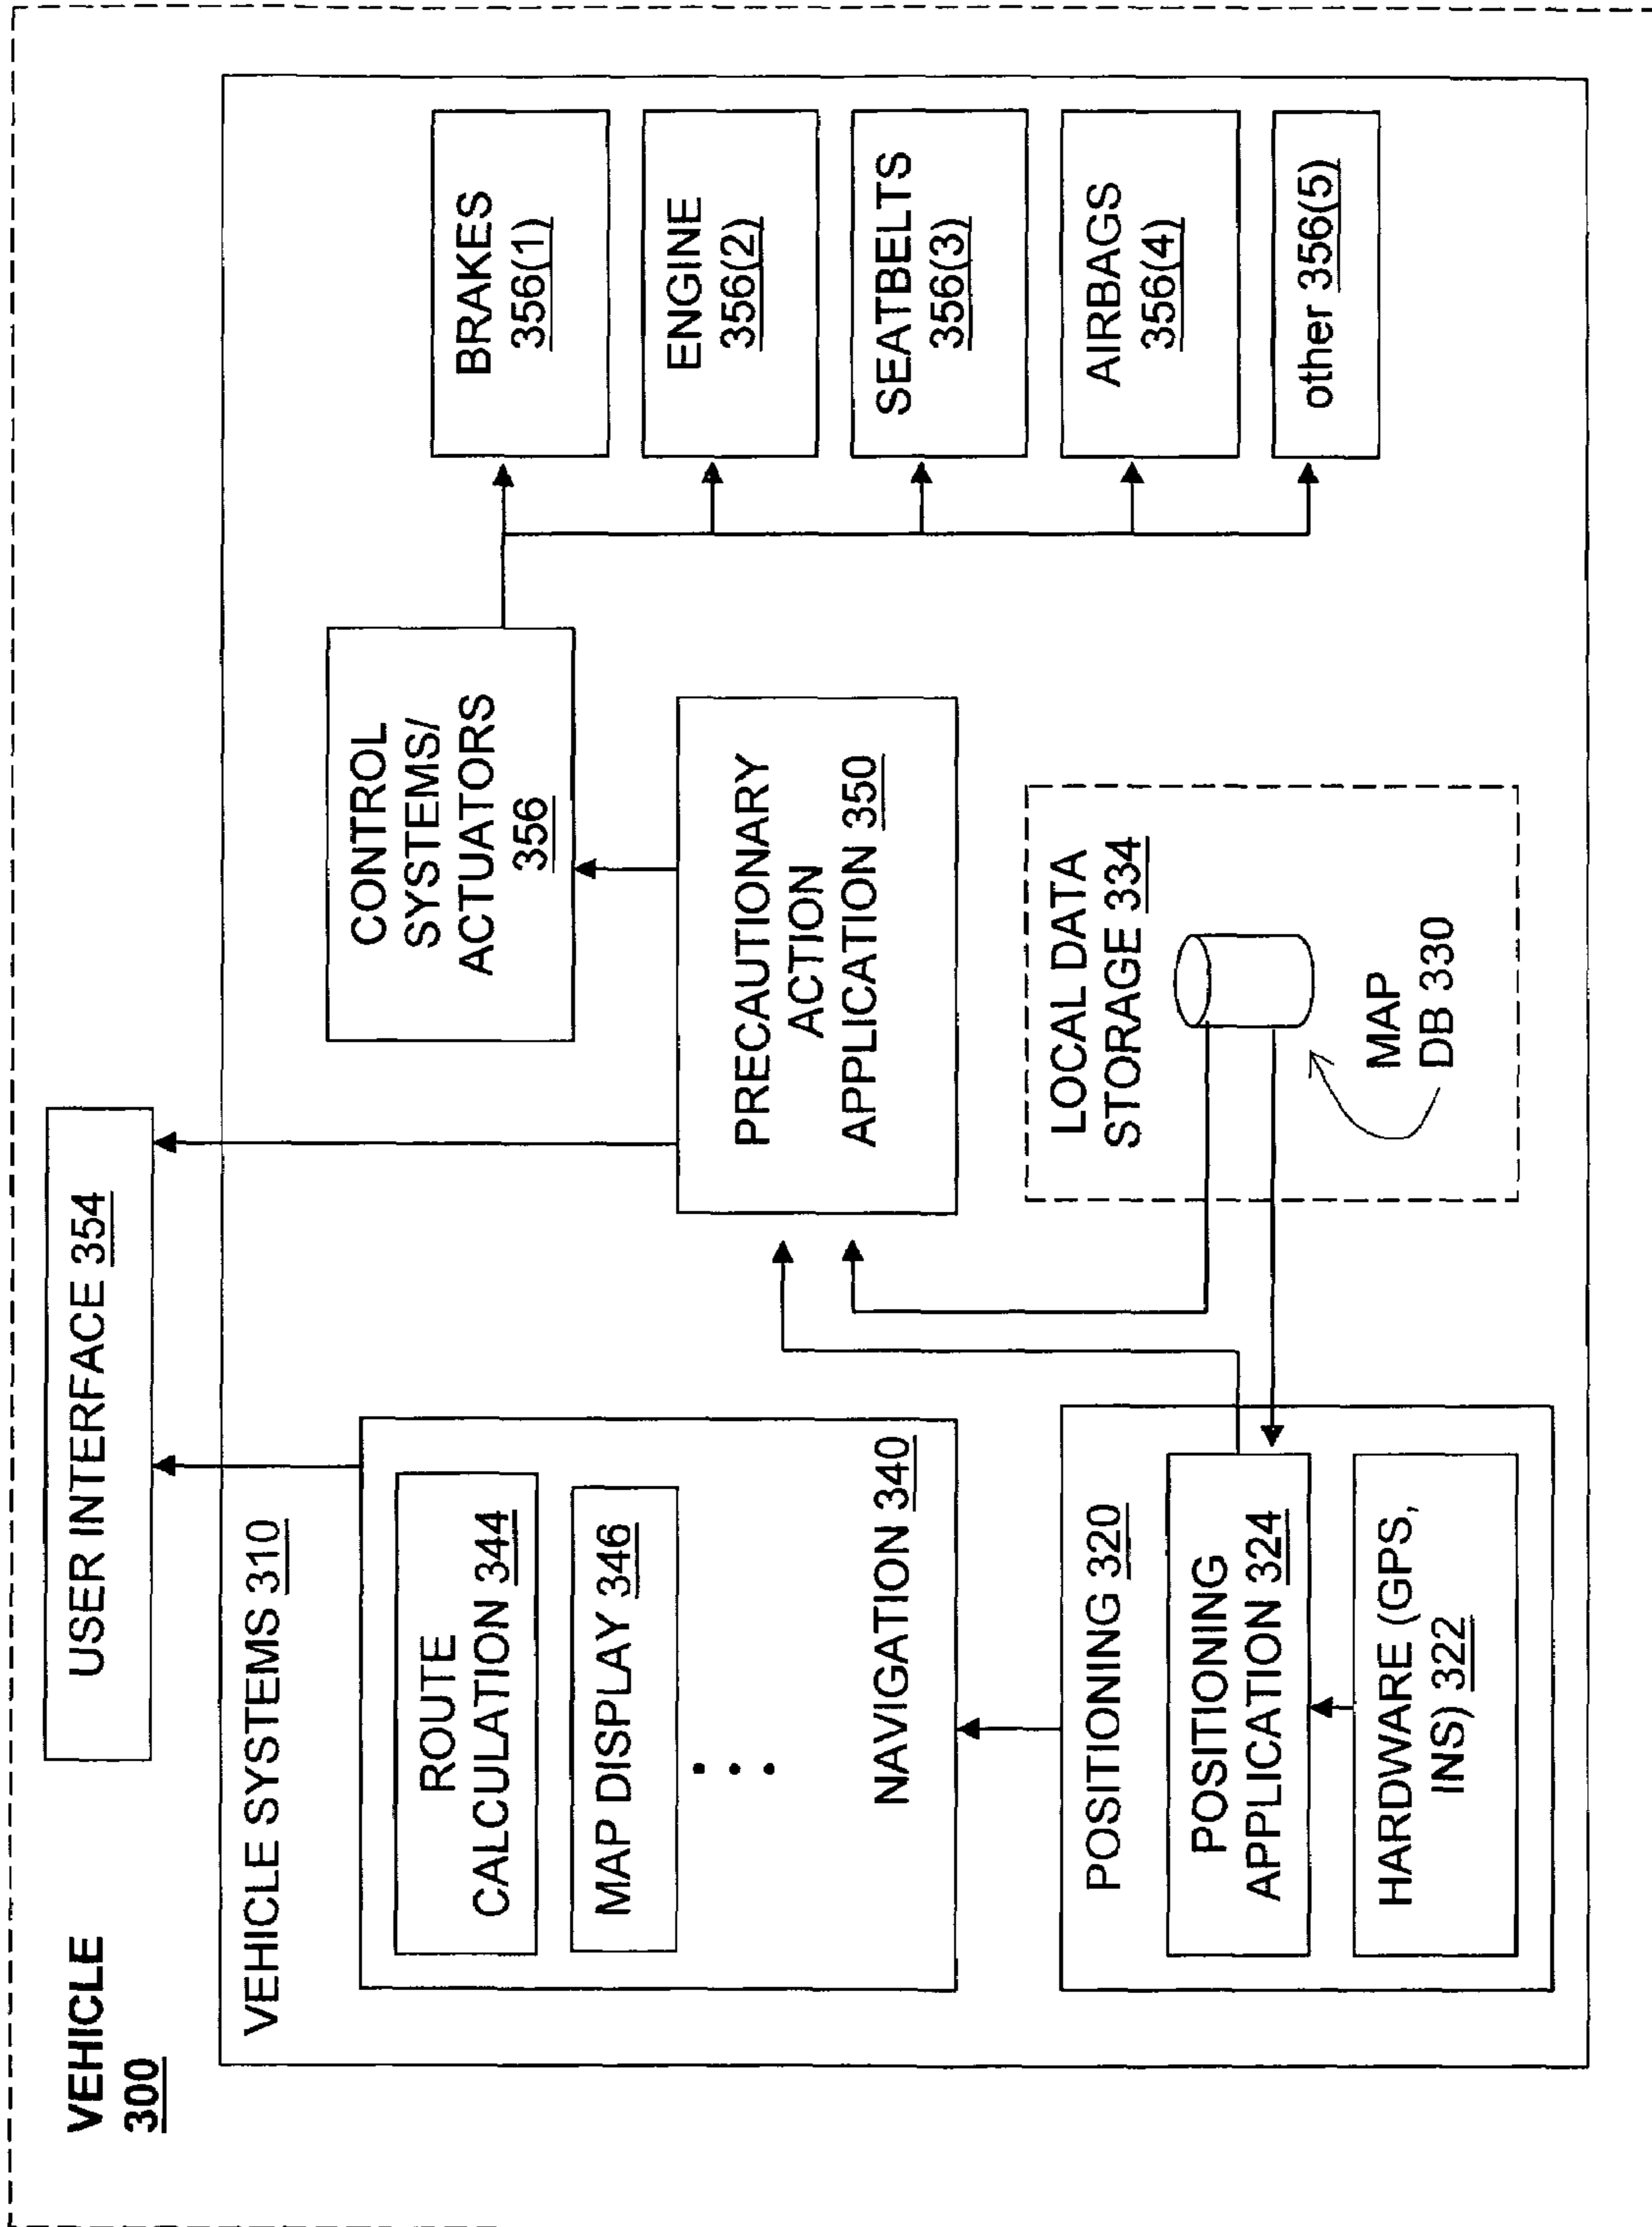 VEHICLE
300
USER INTERFACE 354
VEHICLE SYSTEMS 310
ROUTE
CALCULATION 344
MAP DISPLAY 346
NAVIGATION 340
POSITIONING 320
POSITIONING
APPLICATION 324
HARDWARE (GPS,
INS) 322
PRECAUTIONARY
ACTION
APPLICATION 350
LOCAL DATA
STORAGE 334
MAP
DB 330
CONTROL
SYSTEMS/
ACTUATORS
356
BRAKES
356(1)
ENGINE
356(2)
SEATBELTS
356(3)
AIRBAGS
356(4)
other 356(5)